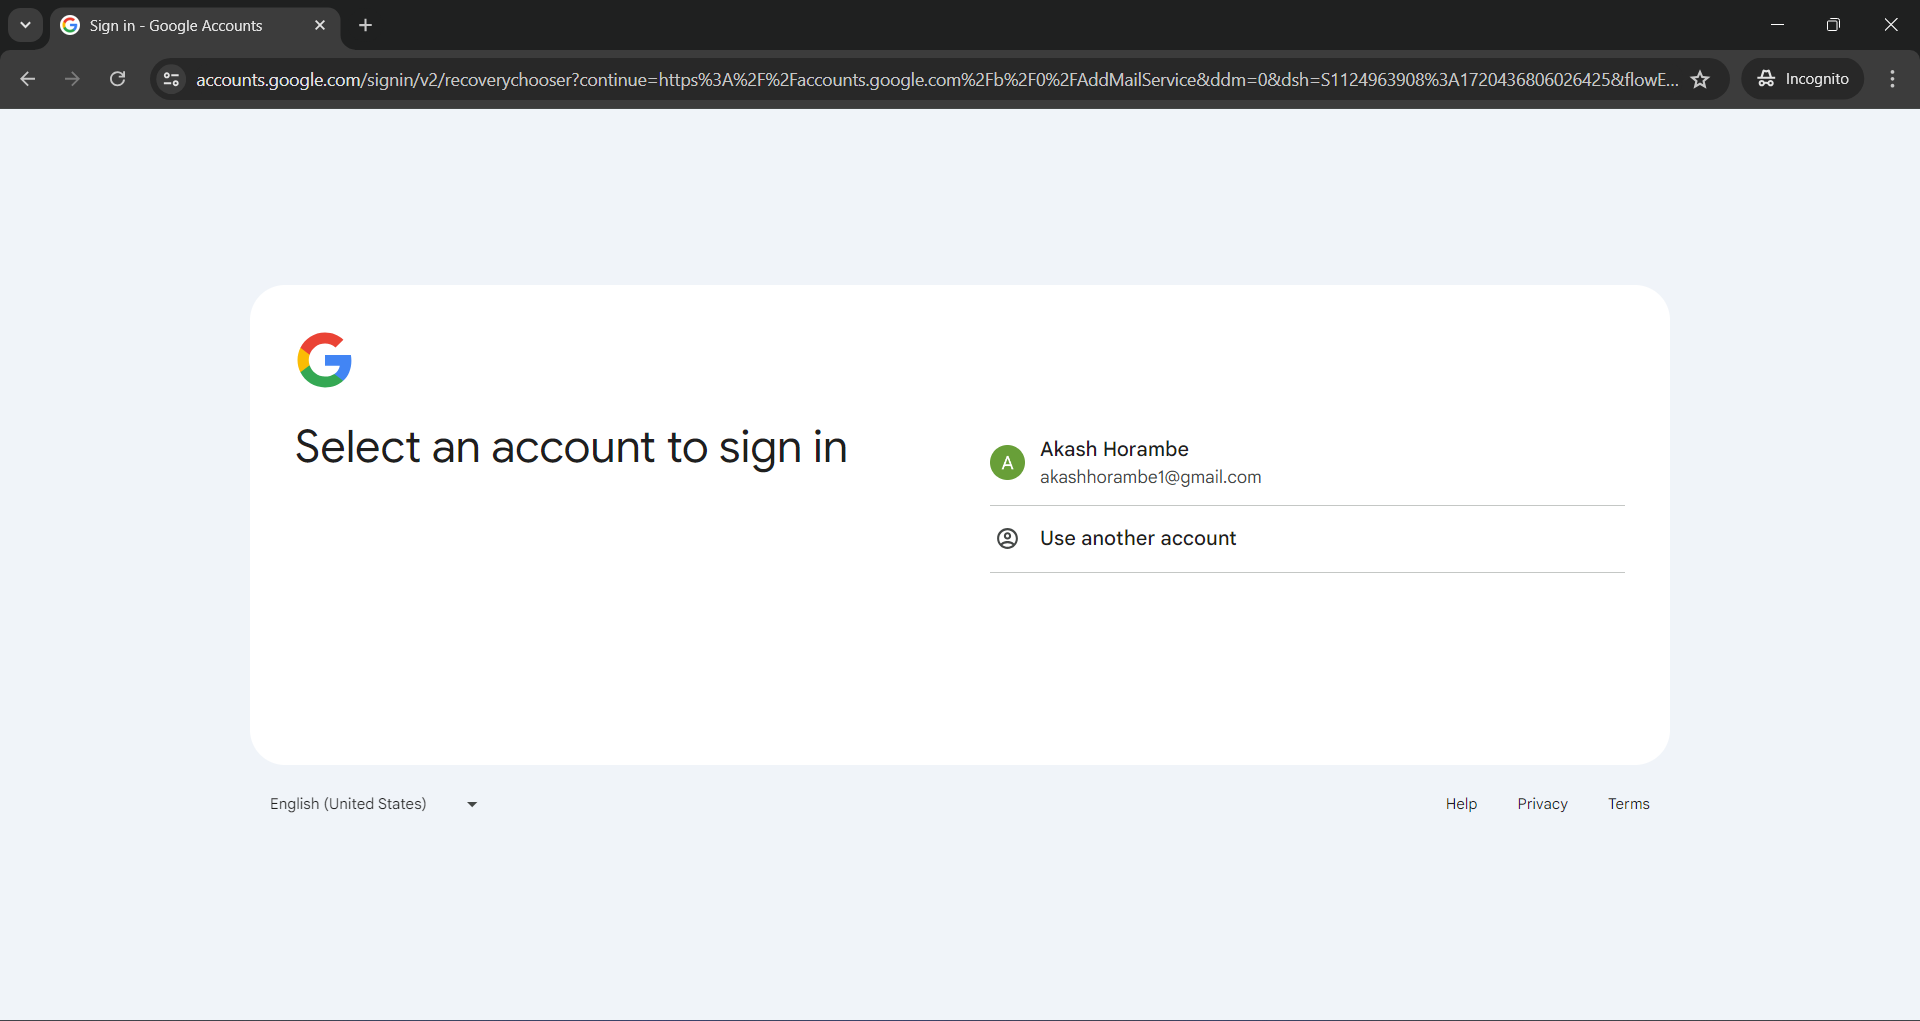 Sign in - Google Accounts
accounts.google.com/signin/v2/recoverychooser?continue=https%3A%2F%2Faccounts.google.com%2Fb%2F0%2FAddMailService&ddm=0&dsh=S1124963908%3A1720436806026425&flowE...
Incognito
Select an account to sign in
A
Akash Horambe
akashhorambe1@gmail.com
Use another account
English (United States)
Help Privacy Terms